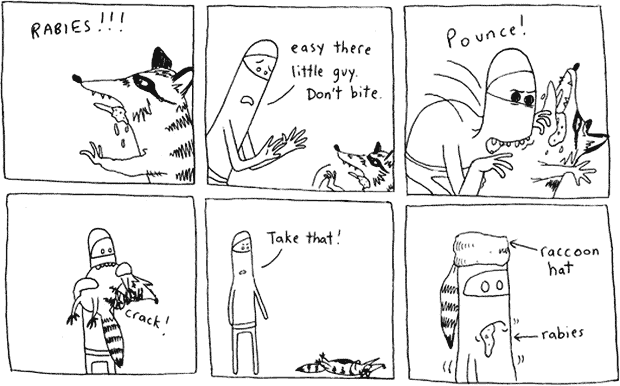 RABIES!!!
easy there
little guy.
Don't bite.
Pounce!
crack!
Take that!
raccoon
hat
rabies